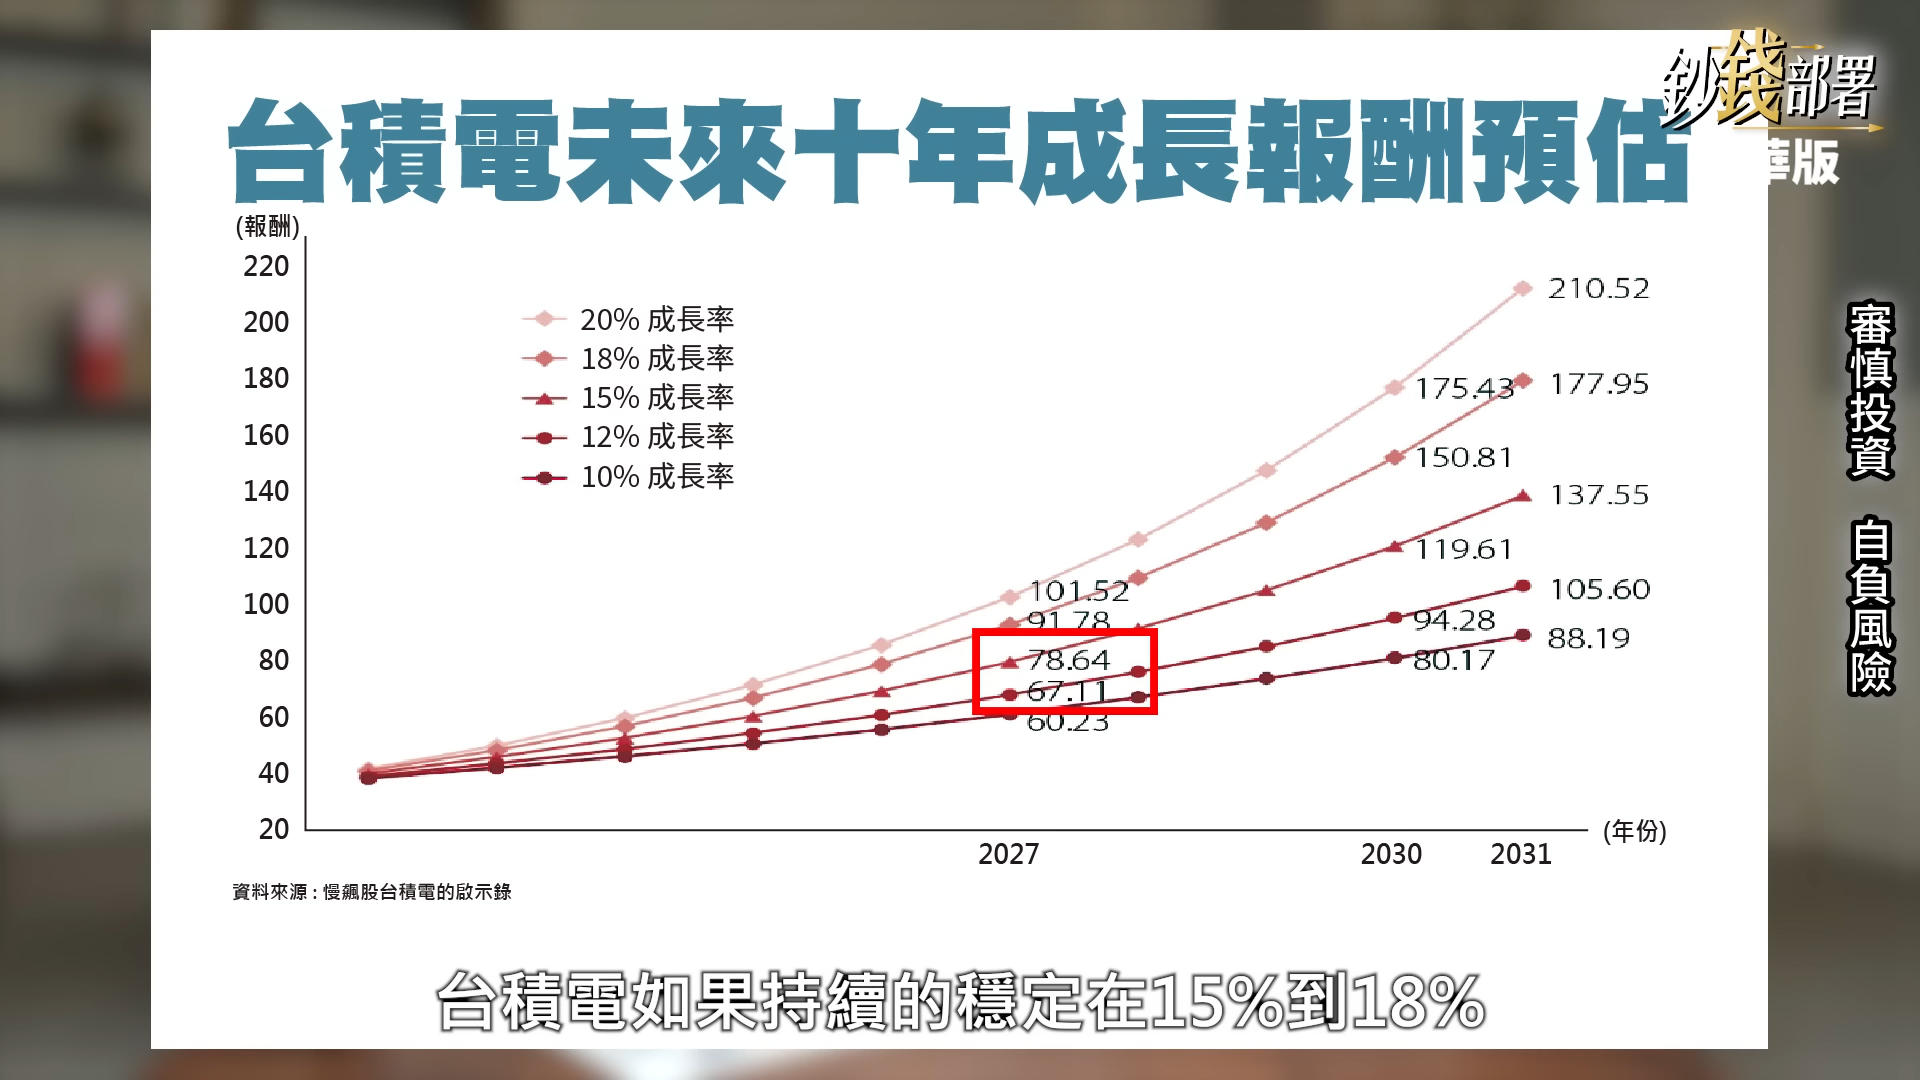 鈔錢部署
華版
台積電未來十年成長報酬預估
(報酬)
220
200
180
160
140
120
100
80
60
40
20
20% 成長率
18% 成長率
15% 成長率
12% 成長率
10% 成長率
210.52
175.43
177.95
150.81
137.55
119.61
101.52
91.78
78.64
67.11
60.23
105.60
94.28
88.19
80.17
2027
2030
2031
(年份)
資料來源 : 慢飆股台積電的啟示錄
審慎投資 自負風險
台積電如果持續的穩定在15%到18%